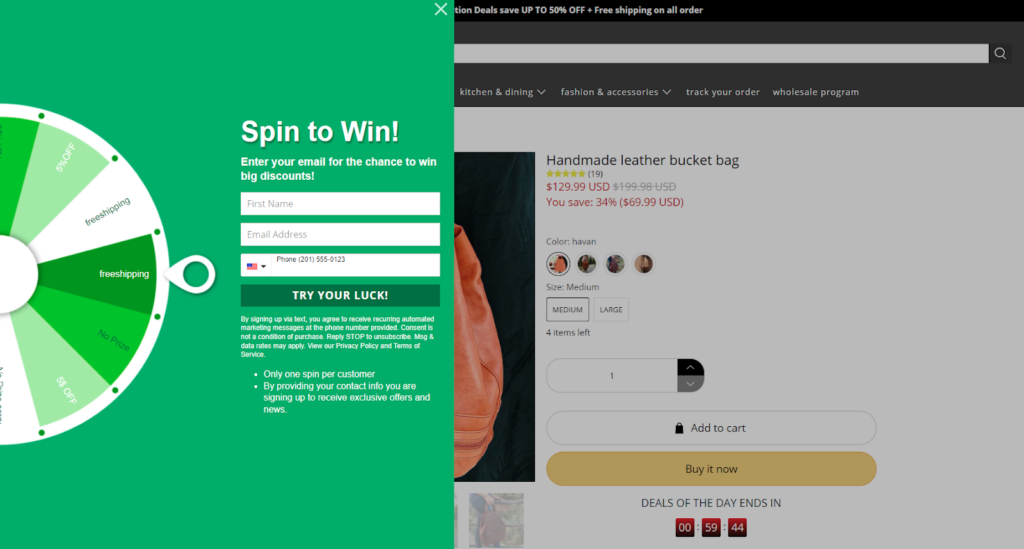 tion Deals save UP TO 50% OFF + Free shipping on all order
kitchen & dining
fashion & accessories
track your order
wholesale program
5%OFF
freeshipping
freeshipping
No Prize
5$ OFF
Spin to Win!
Enter your email for the chance to win
big discounts!
First Name
Email Address
Phone (201) 555-0123
TRY YOUR LUCK!
By signing up via text, you agree to receive recurring automated
marketing messages at the phone number provided. Consent is
not a condition of purchase. Reply STOP to unsubscribe. Msg &
data rates may apply. View our Privacy Policy and Terms of
Service.
Only one spin per customer
By providing your contact info you are
signing up to receive exclusive offers and
news.
Handmade leather bucket bag
(19)
$129.99 USD $199.98 USD
You save: 34% ($69.99 USD)
Color: havan
Size: Medium
MEDIUM
LARGE
4 items left
1
Add to cart
Buy it now
DEALS OF THE DAY ENDS IN
00 : 59 : 44